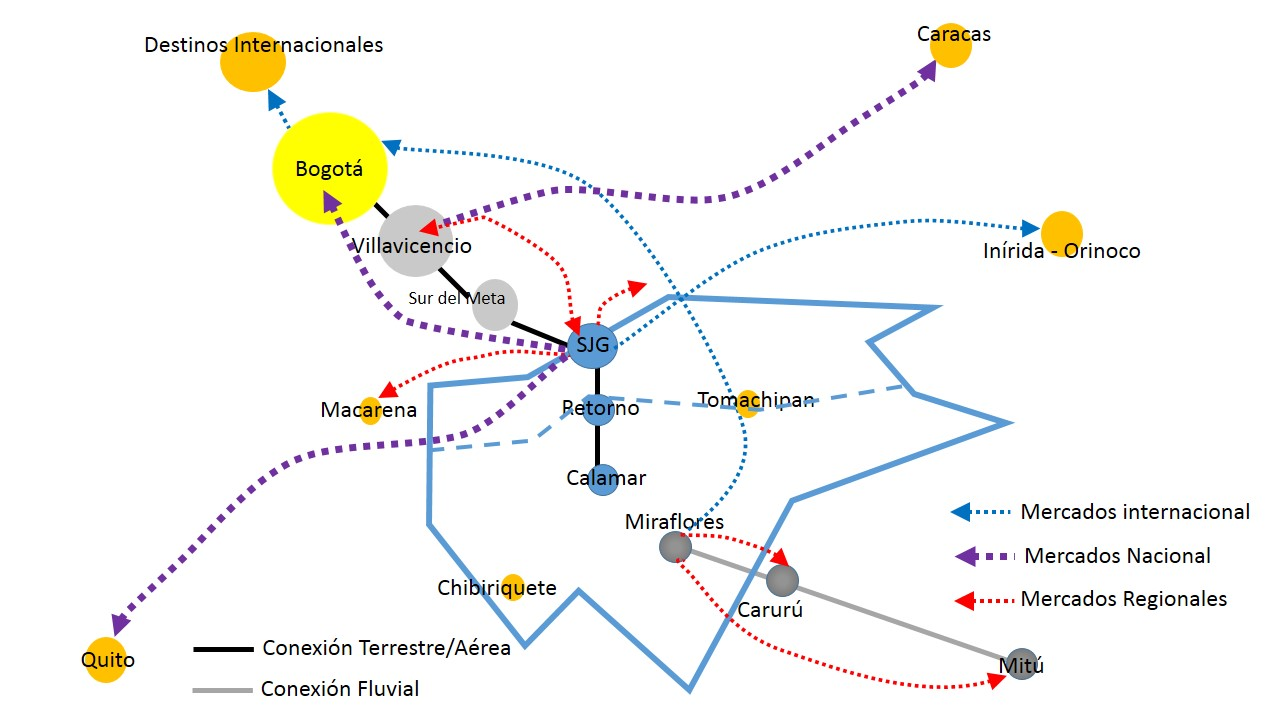 Destinos Internacionales
Caracas
Bogotá
Villavicencio
Inírida - Orinoco
Sur del Meta
SJG
Macarena
Retorno
Tomachipan
Calamar
Miraflores
Mercados internacional
Mercados Nacional
Chibiriquete
Carurú
Mercados Regionales
Quito
Conexión Terrestre/Aérea
Mitú
Conexión Fluvial